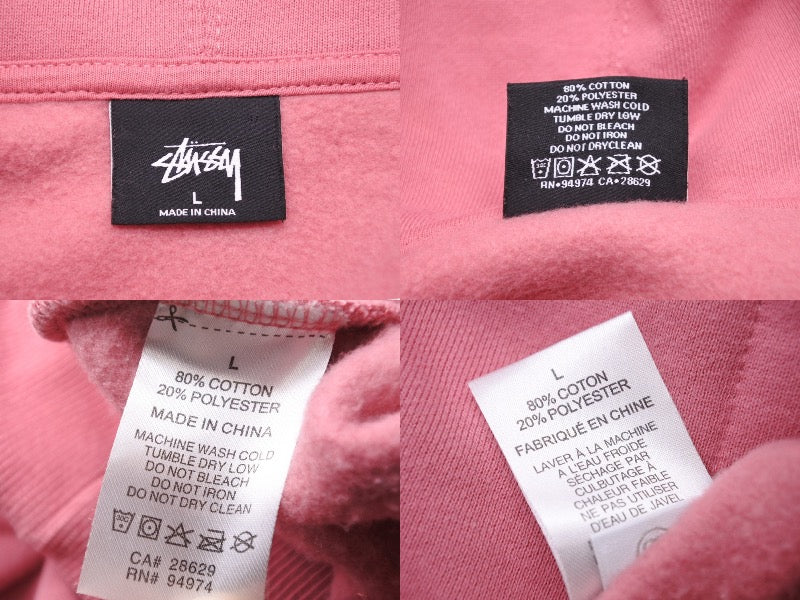 Stüssy
L
MADE IN CHINA
80% COTTON
20% POLYESTER
MACHINE WASH COLD
TUMBLE DRY LOW
DO NOT BLEACH
DO NOT IRON
DO NOT DRYCLEAN
RN•94974 CA•28629
L
80% COTTON
20% POLYESTER
MADE IN CHINA
MACHINE WASH COLD
TUMBLE DRY LOW
DO NOT BLEACH
DO NOT IRON
DO NOT DRYCLEAN
CA# 28629
RN# 94974
L
80% COTTON
20% POLYESTER
FABRIQUÉ EN CHINE
LAVER À LA MACHINE
A L'EAU FROIDE
SÉCHAGE PAR
CULBUTAGE À
CHALEUR FAIBLE
NE PAS UTILISER
D'EAU DE JAVEL